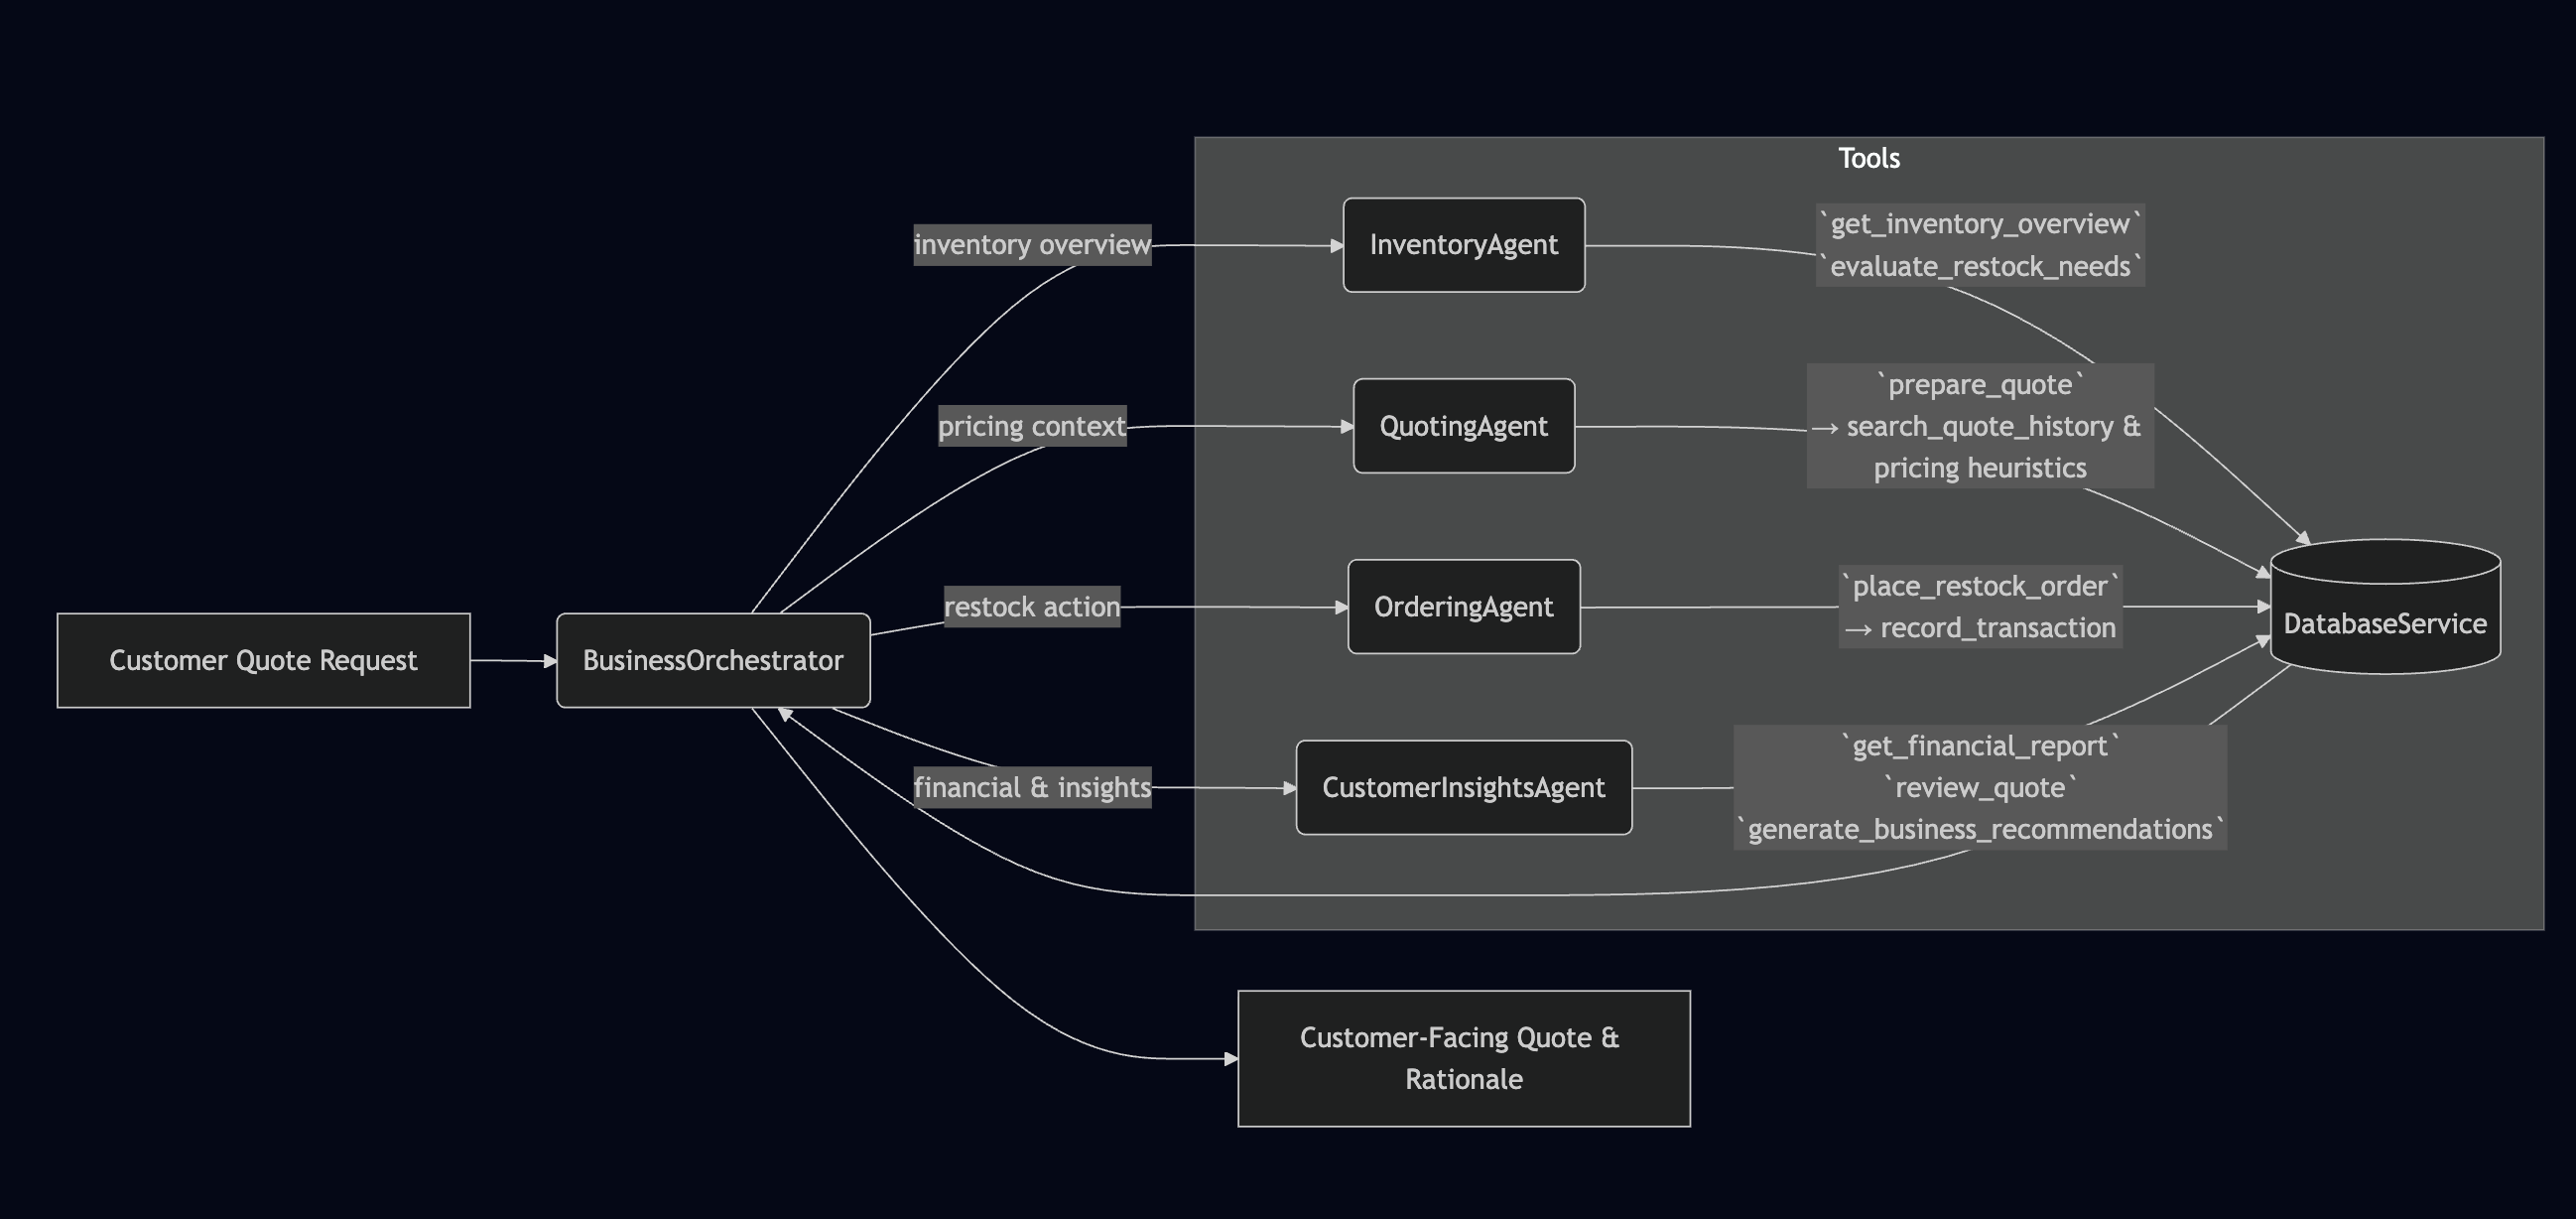 Tools
inventory overview
InventoryAgent
`get_inventory_overview`
`evaluate_restock_needs`
pricing context
QuotingAgent
`prepare_quote`
→ search_quote_history &
pricing heuristics
restock action
OrderingAgent
`place_restock_order`
→ record_transaction
DatabaseService
Customer Quote Request
BusinessOrchestrator
financial & insights
CustomerInsightsAgent
`get_financial_report`
`review_quote`
`generate_business_recommendations`
Customer-Facing Quote &
Rationale